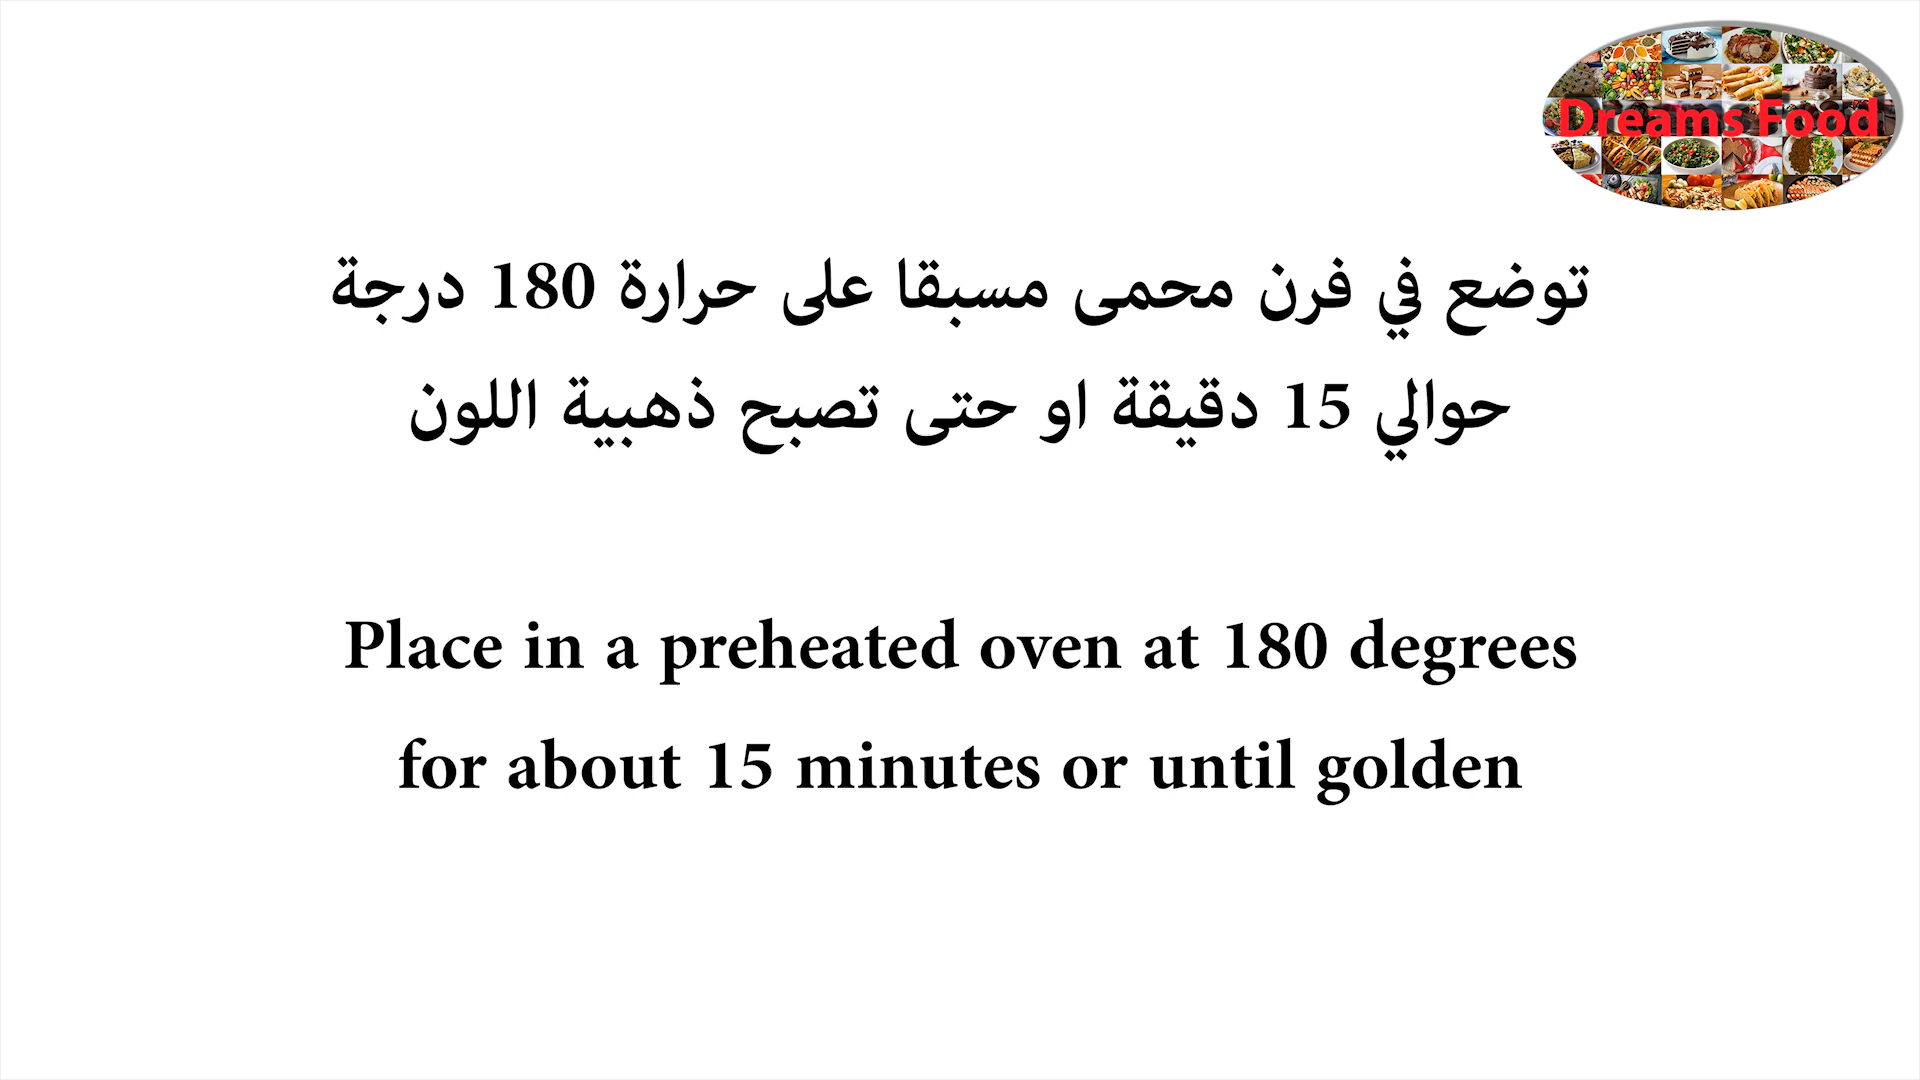 Dreams Food
توضع في فرن محمى مسبقا على حرارة 180 درجة
حوالي 15 دقيقة او حتى تصبح ذهبية اللون
Place in a preheated oven at 180 degrees
for about 15 minutes or until golden